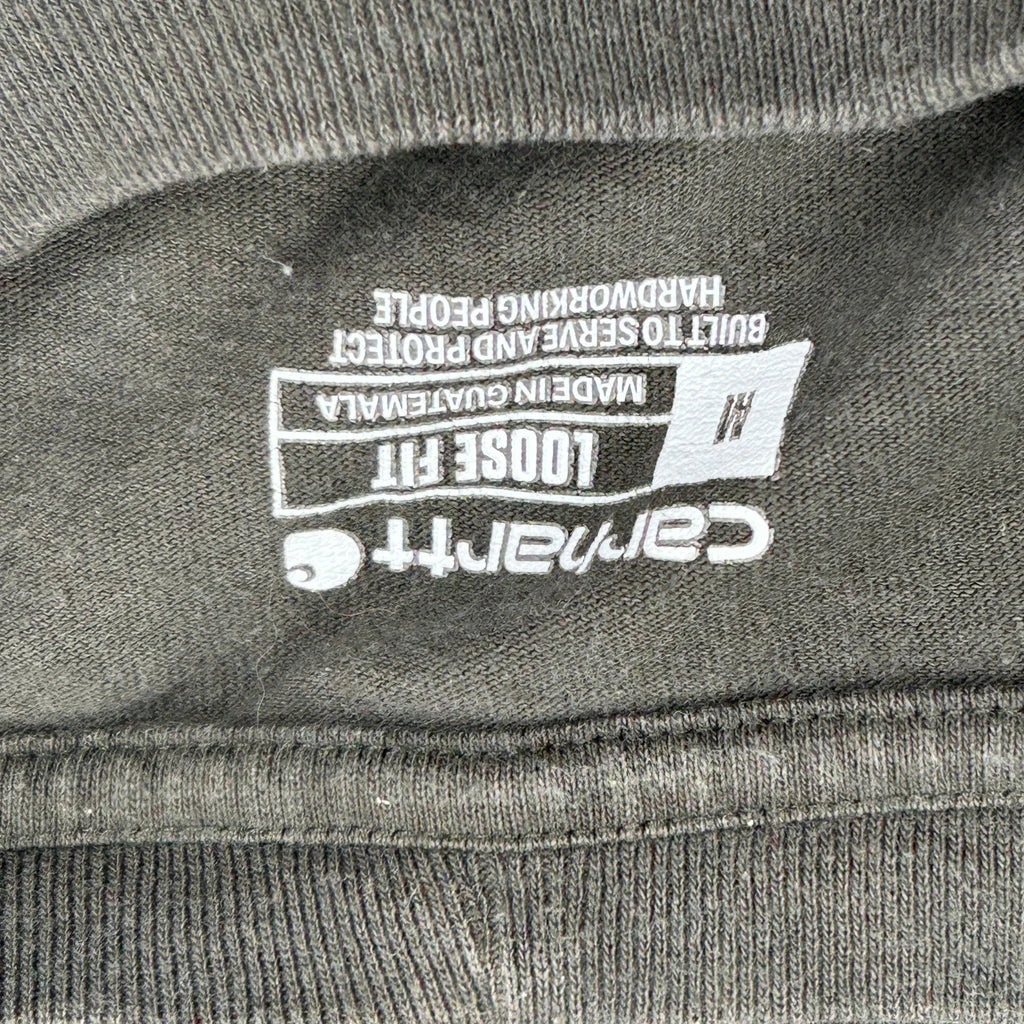 carhartt
LOOSE FIT
M
MADE IN GUATEMALA
BUILT TO SERVE AND PROTECT
HARDWORKING PEOPLE